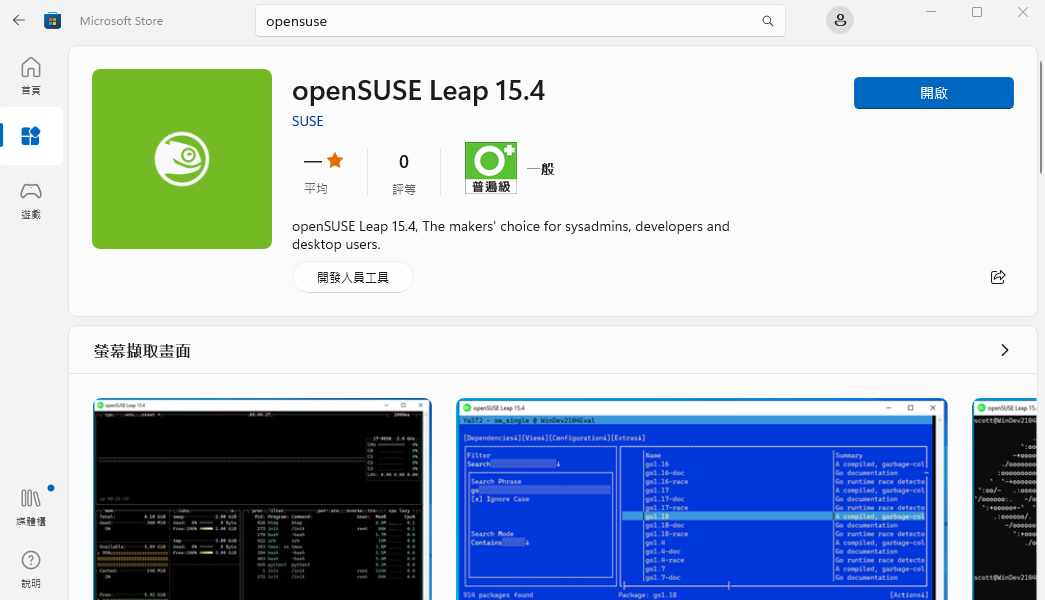 Microsoft Store
opensuse
首頁
遊戲
媒體櫃
說明
openSUSE Leap 15.4
SUSE
開啟
— ★
平均
0
評等
普遍級
一般
openSUSE Leap 15.4, The makers' choice for sysadmins, developers and
desktop users.
開發人員工具
螢幕擷取畫面
openSUSE Leap 15.4
openSUSE Leap 15.4
YaST2 - sw_single @ WinDev2104Eval
[Dependencies↓][View↓][Configuration↓][Extras↓]
Filter
Search
Search Phrase
go
[x] Ignore Case
Search Mode
Contains
Name
go1.16
go1.16-doc
go1.16-race
go1.17
go1.17-doc
go1.17-race
go1.18
go1.18-doc
go1.18-race
go1.4
go1.4-doc
go1.4-race
go1.7
go1.7-doc
Summary
A compiled, garbage-col
Go documentation
Go runtime race detecto
A compiled, garbage-col
Go documentation
Go runtime race detecto
A compiled, garbage-col
Go documentation
Go runtime race detecto
A compiled, garbage-col
Go documentation
Go runtime race detecto
A compiled, garbage-col
Go documentation
914 packages found
Package: go1.18
[Actions↓]
openSUSE Leap 15.4
scott@WinDev2104
scott@WinDev2104